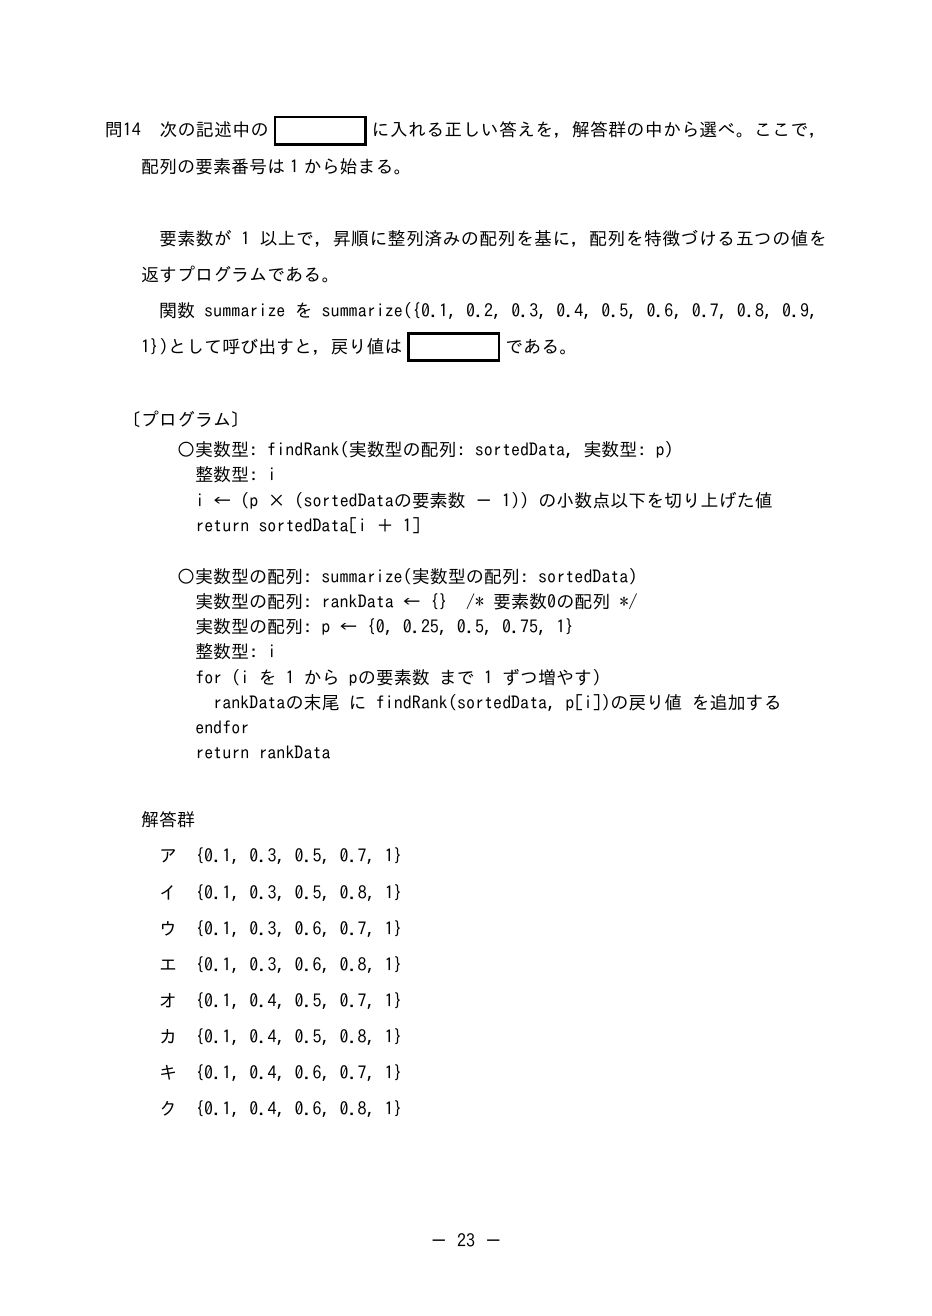 問14 次の記述中の　　　　　に入れる正しい答えを，解答群の中から選べ。ここで，
配列の要素番号は 1 から始まる。
要素数が 1 以上で，昇順に整列済みの配列を基に，配列を特徴づける五つの値を
返すプログラムである。
関数 summarize を summarize({0.1, 0.2, 0.3, 0.4, 0.5, 0.6, 0.7, 0.8, 0.9,
1})として呼び出すと，戻り値は　　　　　である。
〔プログラム〕
○実数型: findRank(実数型の配列: sortedData, 実数型: p)
整数型: i
i ← (p × (sortedDataの要素数 － 1)) の小数点以下を切り上げた値
return sortedData[i ＋ 1]
○実数型の配列: summarize(実数型の配列: sortedData)
実数型の配列: rankData ← {} /* 要素数0の配列 */
実数型の配列: p ← {0, 0.25, 0.5, 0.75, 1}
整数型: i
for (i を 1 から pの要素数 まで 1 ずつ増やす)
rankDataの末尾 に findRank(sortedData, p[i])の戻り値 を追加する
endfor
return rankData
解答群
ア {0.1, 0.3, 0.5, 0.7, 1}
イ {0.1, 0.3, 0.5, 0.8, 1}
ウ {0.1, 0.3, 0.6, 0.7, 1}
エ {0.1, 0.3, 0.6, 0.8, 1}
オ {0.1, 0.4, 0.5, 0.7, 1}
カ {0.1, 0.4, 0.5, 0.8, 1}
キ {0.1, 0.4, 0.6, 0.7, 1}
ク {0.1, 0.4, 0.6, 0.8, 1}
－ 23 －